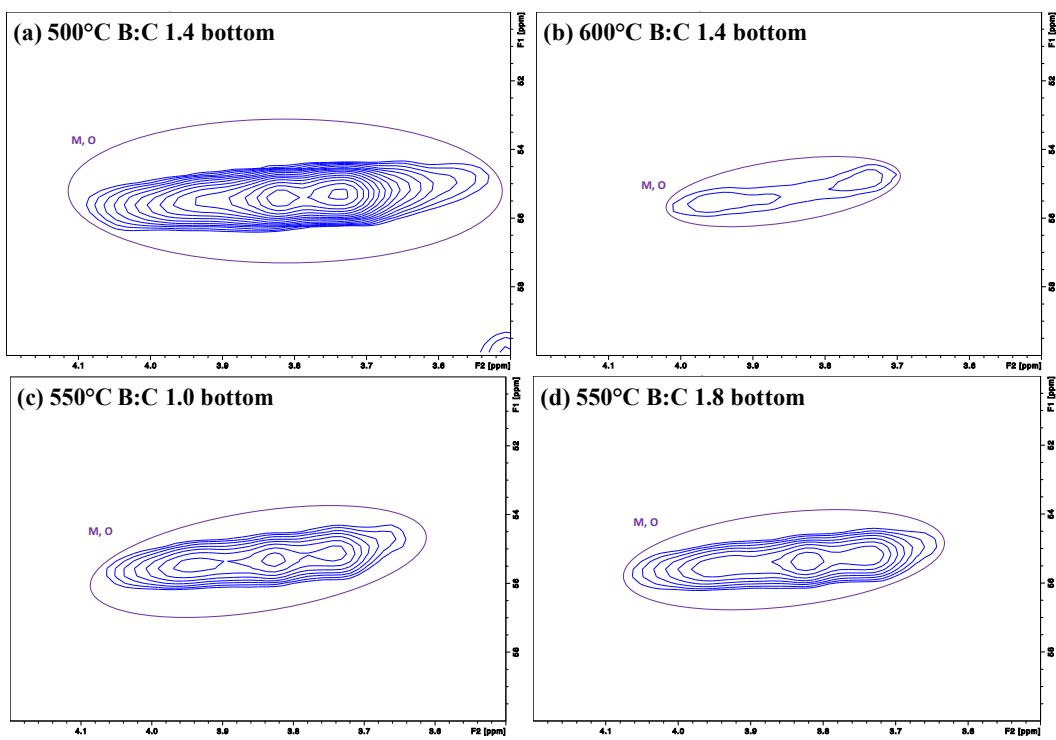 (a) 500°C B:C 1.4 bottom
M, O
F1 [ppm]
52
54
56
58
4.1 4.0 3.9 3.8 3.7 3.6 F2 [ppm]
(b) 600°C B:C 1.4 bottom
M, O
F1 [ppm]
52
54
56
58
4.1 4.0 3.9 3.8 3.7 3.6 F2 [ppm]
(c) 550°C B:C 1.0 bottom
M, O
F1 [ppm]
52
54
56
58
4.1 4.0 3.9 3.8 3.7 3.6 F2 [ppm]
(d) 550°C B:C 1.8 bottom
M, O
F1 [ppm]
52
54
56
58
4.1 4.0 3.9 3.8 3.7 3.6 F2 [ppm]